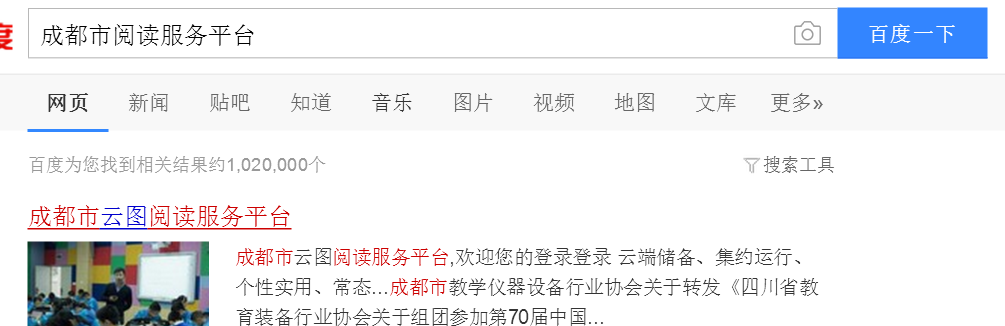 度 成都市阅读服务平台 百度一下
网页 新闻 贴吧 知道 音乐 图片 视频 地图 文库 更多»
百度为您找到相关结果约1,020,000个 搜索工具
成都市云图阅读服务平台
成都市云图阅读服务平台,欢迎您的登录登录 云端储备、集约运行、
个性实用、常态...成都市教学仪器设备行业协会关于转发《四川省教
育装备行业协会关于组团参加第70届中国...